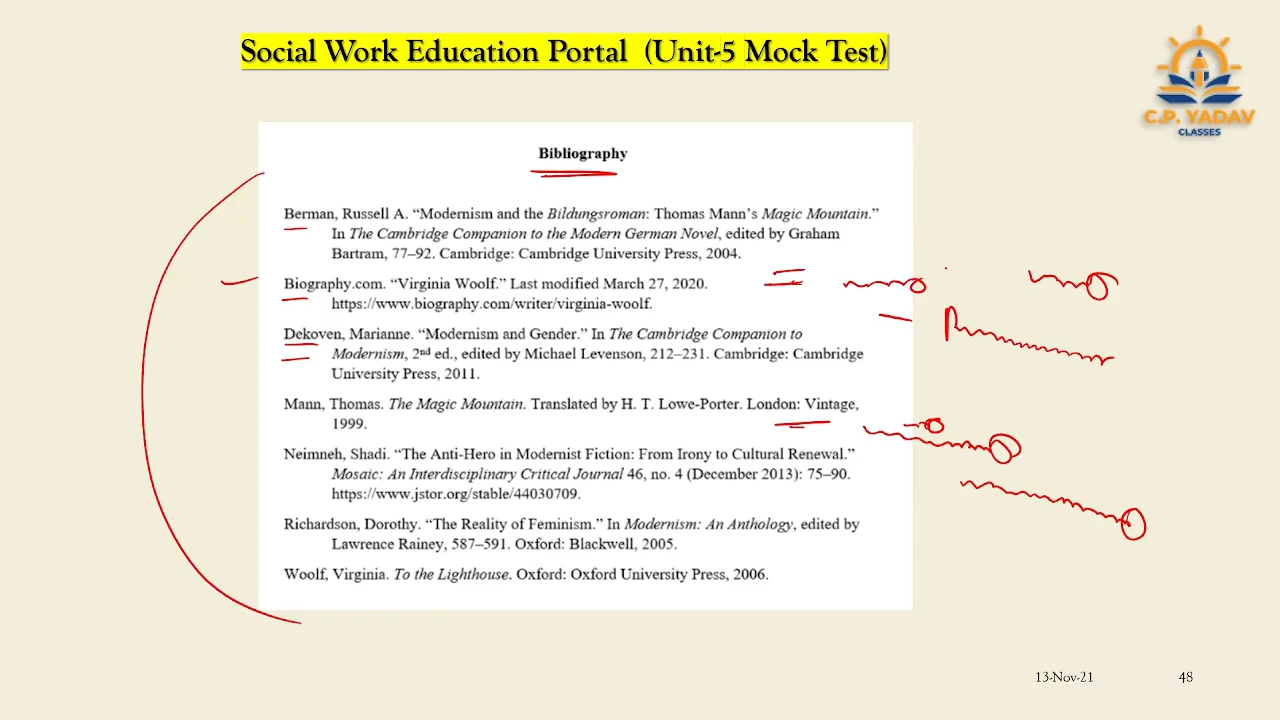 Social Work Education Portal (Unit-5 Mock Test)
C.P. YADAV
CLASSES
Bibliography
Berman, Russell A. “Modernism and the Bildungsroman: Thomas Mann’s Magic Mountain.”
In The Cambridge Companion to the Modern German Novel, edited by Graham
Bartram, 77–92. Cambridge: Cambridge University Press, 2004.
Biography.com. “Virginia Woolf.” Last modified March 27, 2020.
https://www.biography.com/writer/virginia-woolf.
Dekoven, Marianne. “Modernism and Gender.” In The Cambridge Companion to
Modernism, 2nd ed., edited by Michael Levenson, 212–231. Cambridge: Cambridge
University Press, 2011.
Mann, Thomas. The Magic Mountain. Translated by H. T. Lowe-Porter. London: Vintage,
1999.
Neimneh, Shadi. “The Anti-Hero in Modernist Fiction: From Irony to Cultural Renewal.”
Mosaic: An Interdisciplinary Critical Journal 46, no. 4 (December 2013): 75–90.
https://www.jstor.org/stable/44030709.
Richardson, Dorothy. “The Reality of Feminism.” In Modernism: An Anthology, edited by
Lawrence Rainey, 587–591. Oxford: Blackwell, 2005.
Woolf, Virginia. To the Lighthouse. Oxford: Oxford University Press, 2006.
13-Nov-21
48